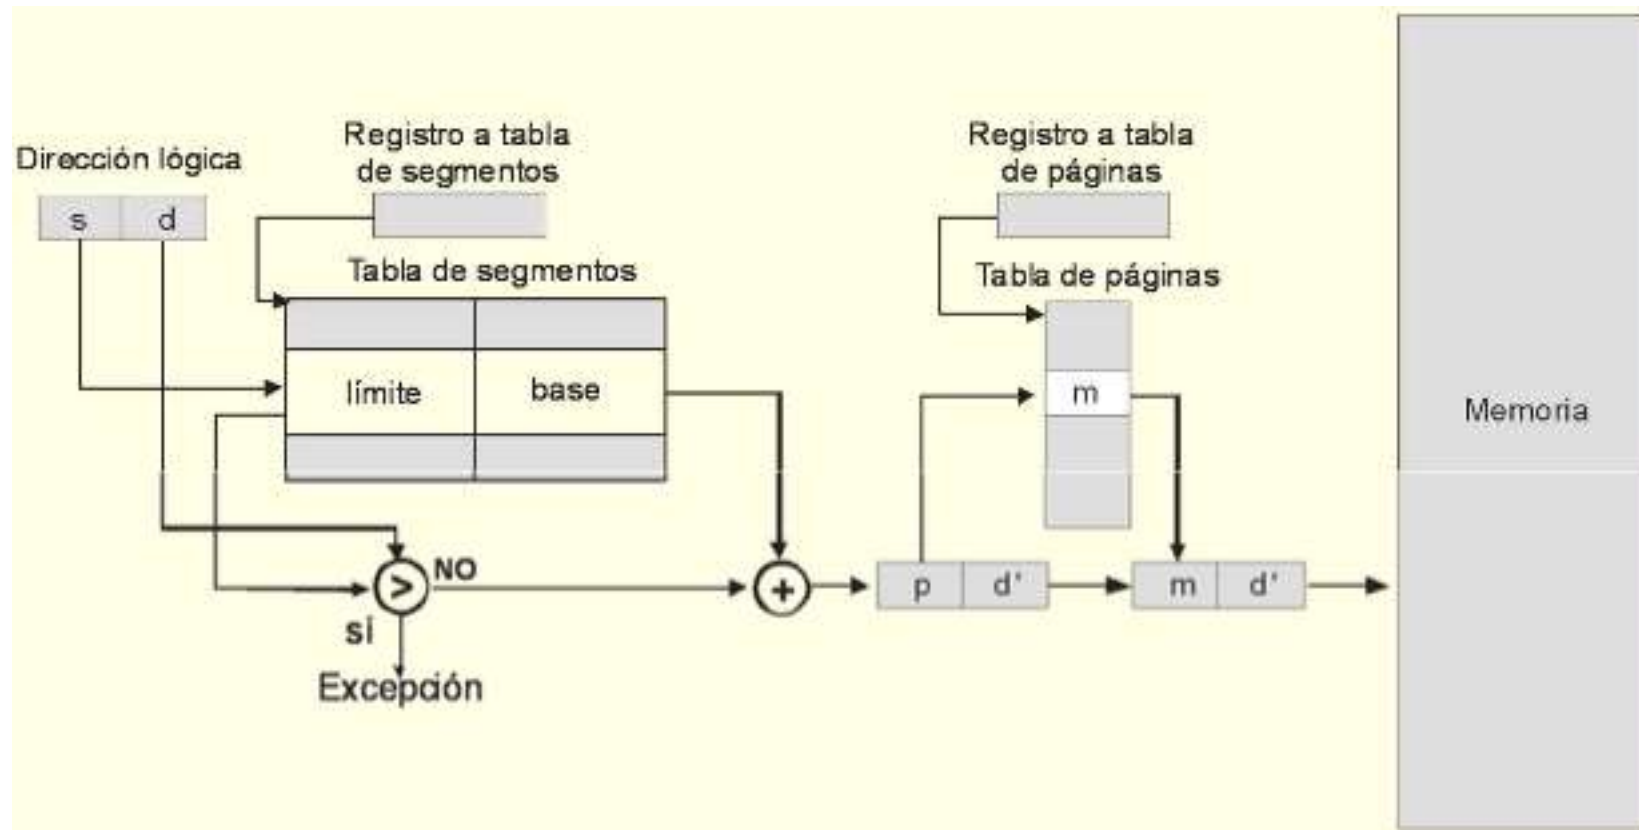 Dirección lógica
s d
Registro a tabla
de segmentos
Tabla de segmentos
límite base
>
NO
SÍ
Excepción
+
Registro a tabla
de páginas
Tabla de páginas
m
p d'
m d'
Memoria